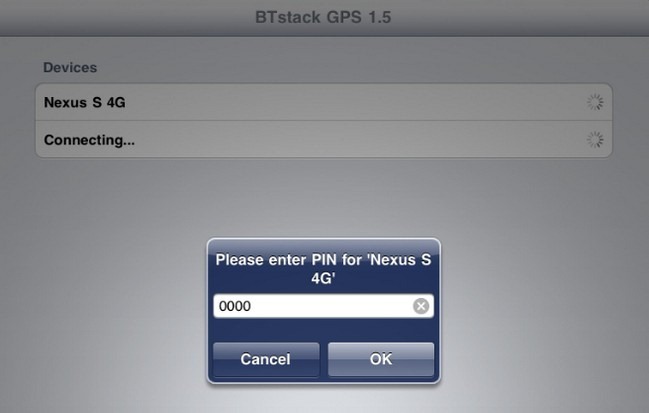 BTstack GPS 1.5
Devices
Nexus S 4G
Connecting...
Please enter PIN for 'Nexus S
4G'
0000
Cancel OK